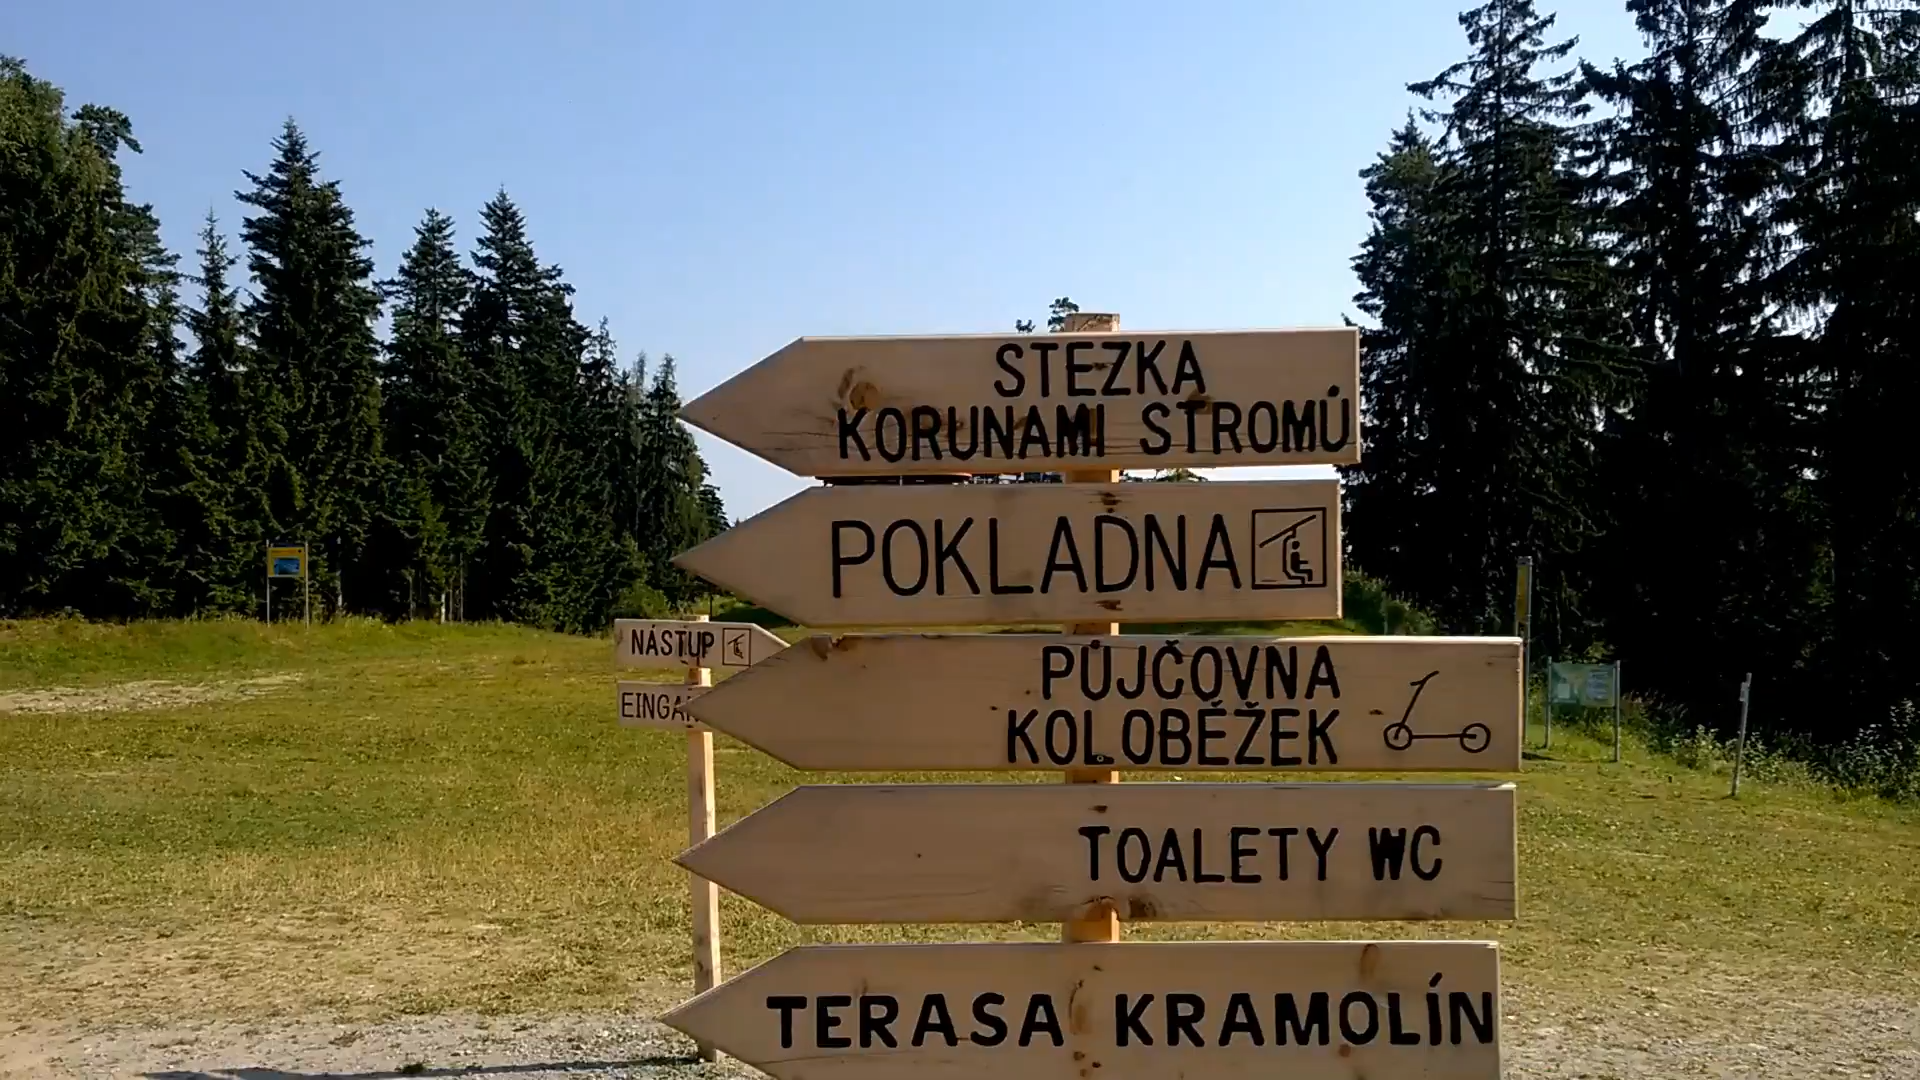 STEZKA
KORUNAMI STROMŮ
POKLADNA
NÁSTUP
PŮJČOVNA
KOLOBĚŽEK
TOALETY WC
TERASA KRAMOLÍN